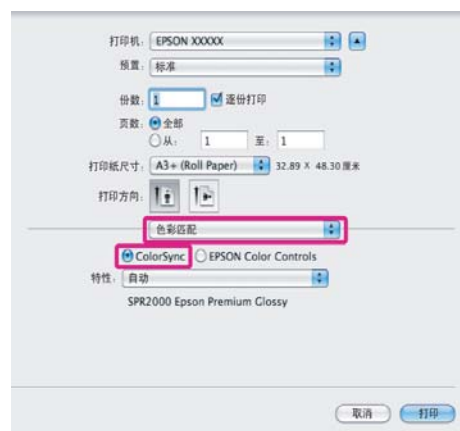 打印机: EPSON XXXXX
预置: 标准
份数: 1 逐份打印
页数: 全部
从: 1 至: 1
打印纸尺寸: A3+ (Roll Paper) 32.89 X 48.30 厘米
打印方向:
色彩匹配
ColorSync EPSON Color Controls
特性: 自动
SPR2000 Epson Premium Glossy
取消 打印